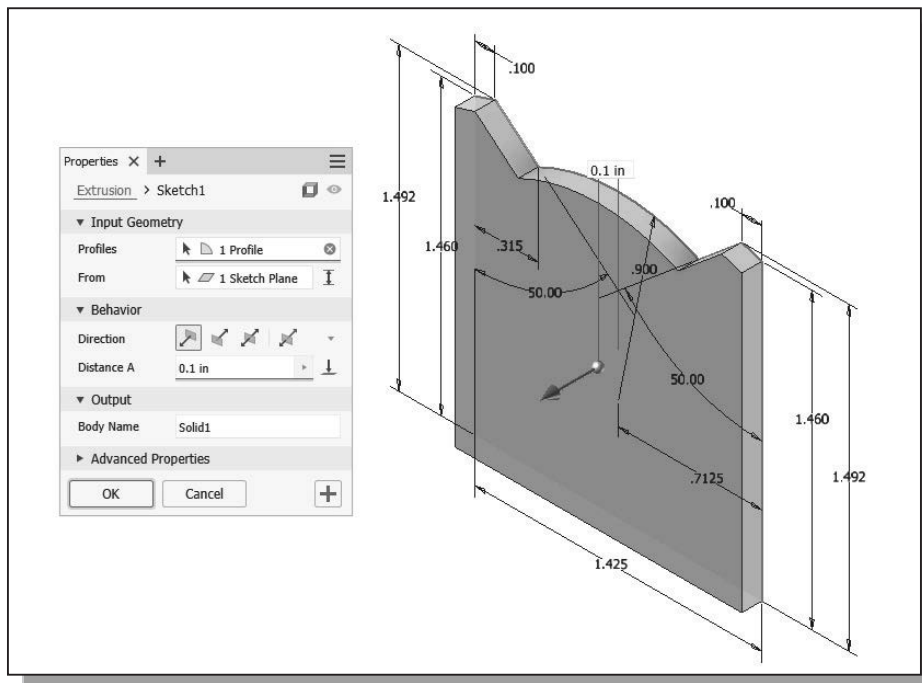 Properties × +
Extrusion > Sketch1
▼ Input Geometry
Profiles 1 Profile
From 1 Sketch Plane
▼ Behavior
Direction
Distance A 0.1 in
▼ Output
Body Name Solid1
► Advanced Properties
OK Cancel +
.100
0.1 in
1.492
.100
1.460
.315
.900
50.00
50.00
1.460
.7125
1.492
1.425